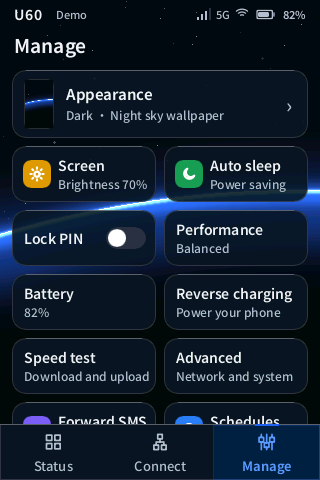 U60 Demo 5G 82%
Manage
Appearance
Dark • Night sky wallpaper
Screen
Brightness 70%
Auto sleep
Power saving
Lock PIN
Performance
Balanced
Battery
82%
Reverse charging
Power your phone
Speed test
Download and upload
Advanced
Network and system
Forward SMS
Schedules
Status
Connect
Manage